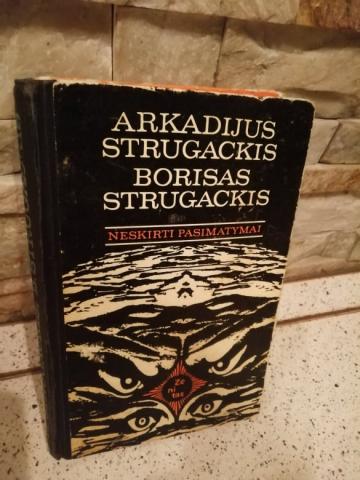 ARKADIJUS
STRUGACKIS
BORISAS
STRUGACKIS
NESKIRTI PASIMATYMAI
Ze
ni
tas